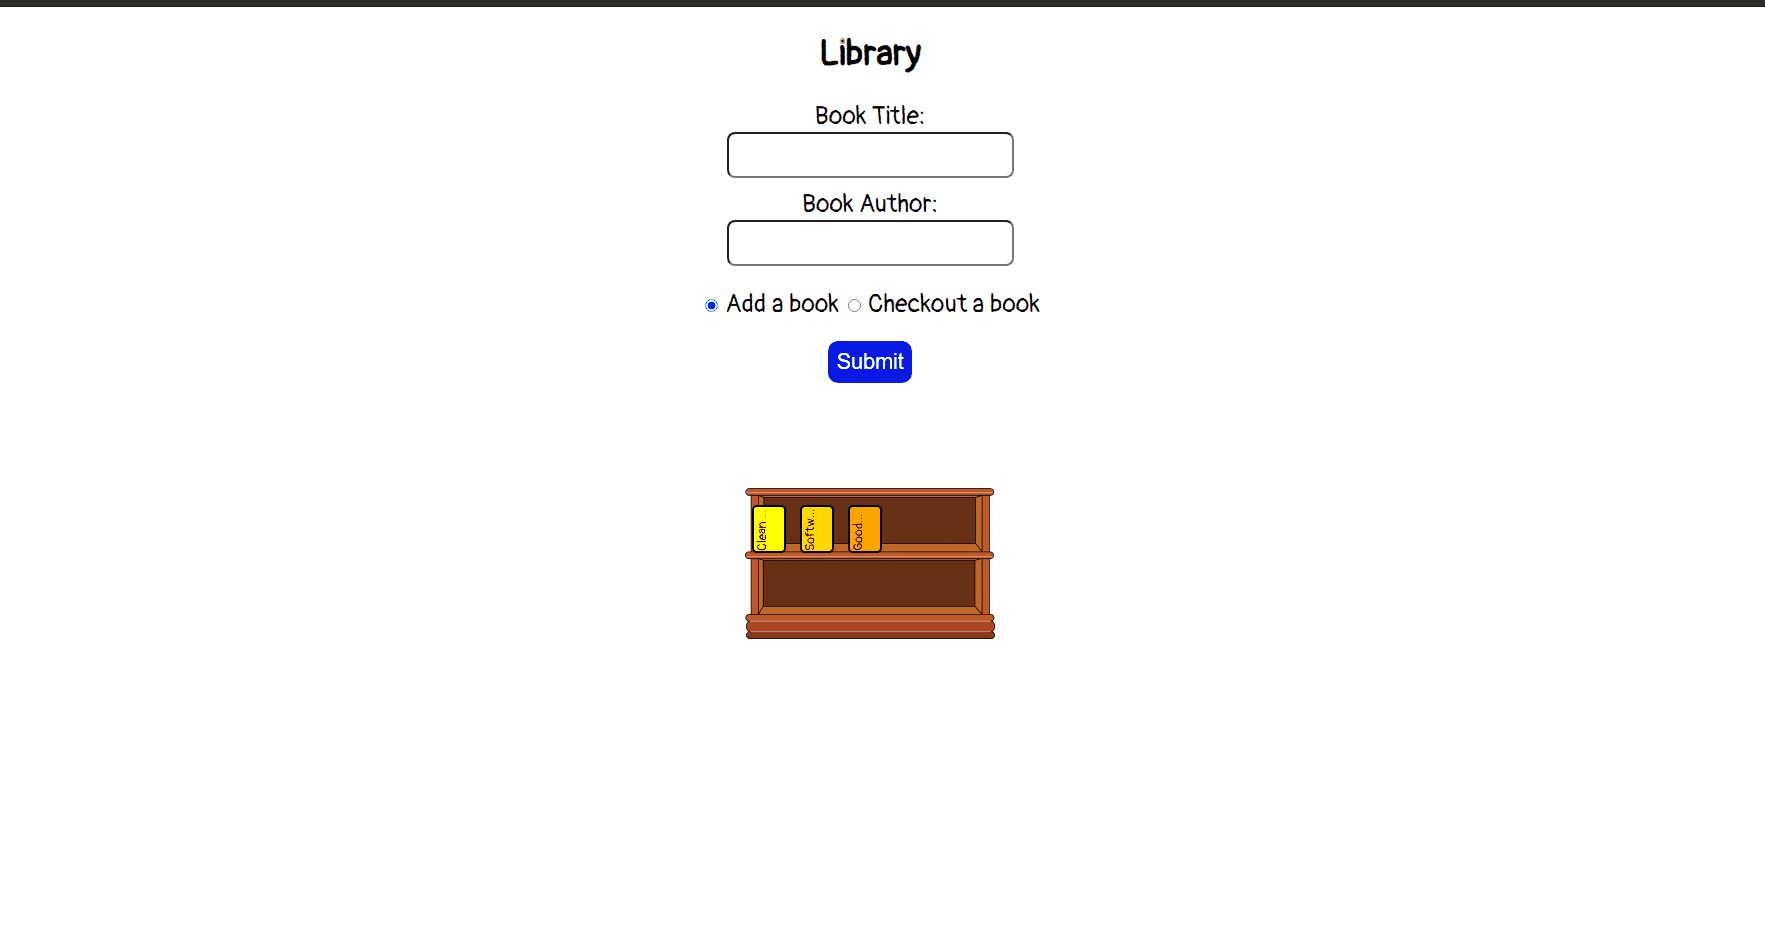 Library
Book Title:
Book Author:
Add a book Checkout a book
Submit
Clean ...
Softw...
Good...